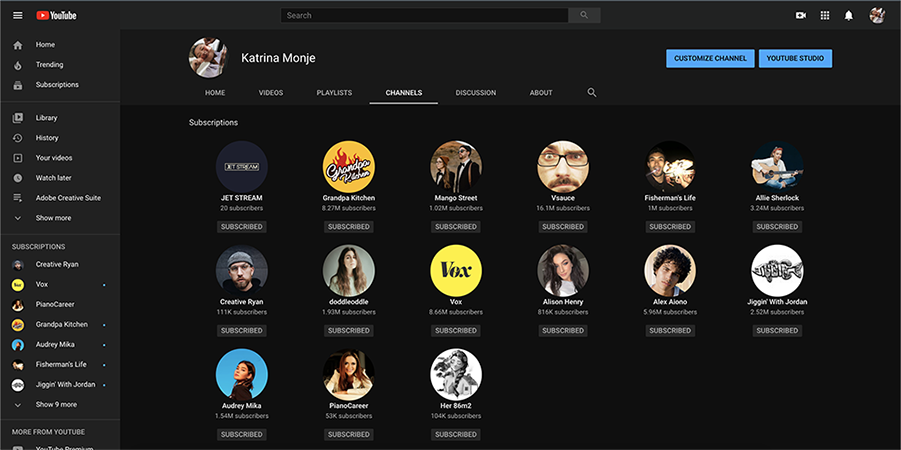 YouTube
Search
Home
Trending
Subscriptions
Library
History
Your videos
Watch later
Adobe Creative Suite
Show more
SUBSCRIPTIONS
Creative Ryan
Vox
PianoCareer
Grandpa Kitchen
Audrey Mika
Fisherman's Life
Jiggin' With Jordan
Show 9 more
MORE FROM YOUTUBE
YouTube Premium
Katrina Monje
CUSTOMIZE CHANNEL YOUTUBE STUDIO
HOME VIDEOS PLAYLISTS CHANNELS DISCUSSION ABOUT
Subscriptions
JET STREAM Grandpa Kitchen
JET STREAM Grandpa Kitchen Mango Street Vsauce Fisherman's Life Allie Sherlock
20 subscribers 8.27M subscribers 1.02M subscribers 16.1M subscribers 1M subscribers 3.24M subscribers
SUBSCRIBED SUBSCRIBED SUBSCRIBED SUBSCRIBED SUBSCRIBED SUBSCRIBED
Vox JIGGIN
Creative Ryan doddleoddle Vox Alison Henry Alex Aiono Jiggin' With Jordan
111K subscribers 1.93M subscribers 8.66M subscribers 816K subscribers 5.96M subscribers 2.52M subscribers
SUBSCRIBED SUBSCRIBED SUBSCRIBED SUBSCRIBED SUBSCRIBED SUBSCRIBED
Audrey Mika PianoCareer Her 86m2
1.54M subscribers 53K subscribers 104K subscribers
SUBSCRIBED SUBSCRIBED SUBSCRIBED